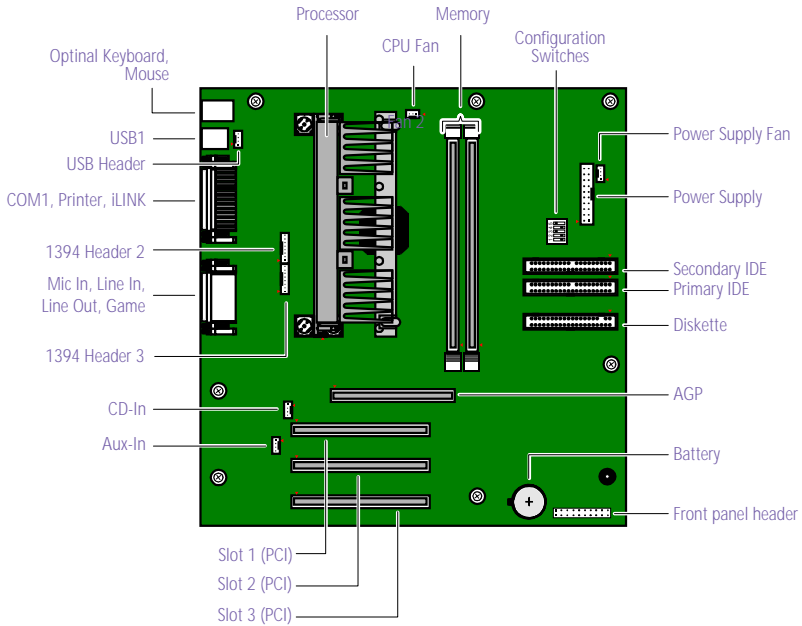 Processor
Memory
CPU Fan
Configuration
Switches
Optinal Keyboard,
Mouse
Fan 2
USB1
Power Supply Fan
USB Header
COM1, Printer, iLINK
Power Supply
1394 Header 2
Secondary IDE
Mic In, Line In,
Line Out, Game
Primary IDE
Diskette
1394 Header 3
AGP
CD-In
Aux-In
Battery
+
Front panel header
Slot 1 (PCI)
Slot 2 (PCI)
Slot 3 (PCI)